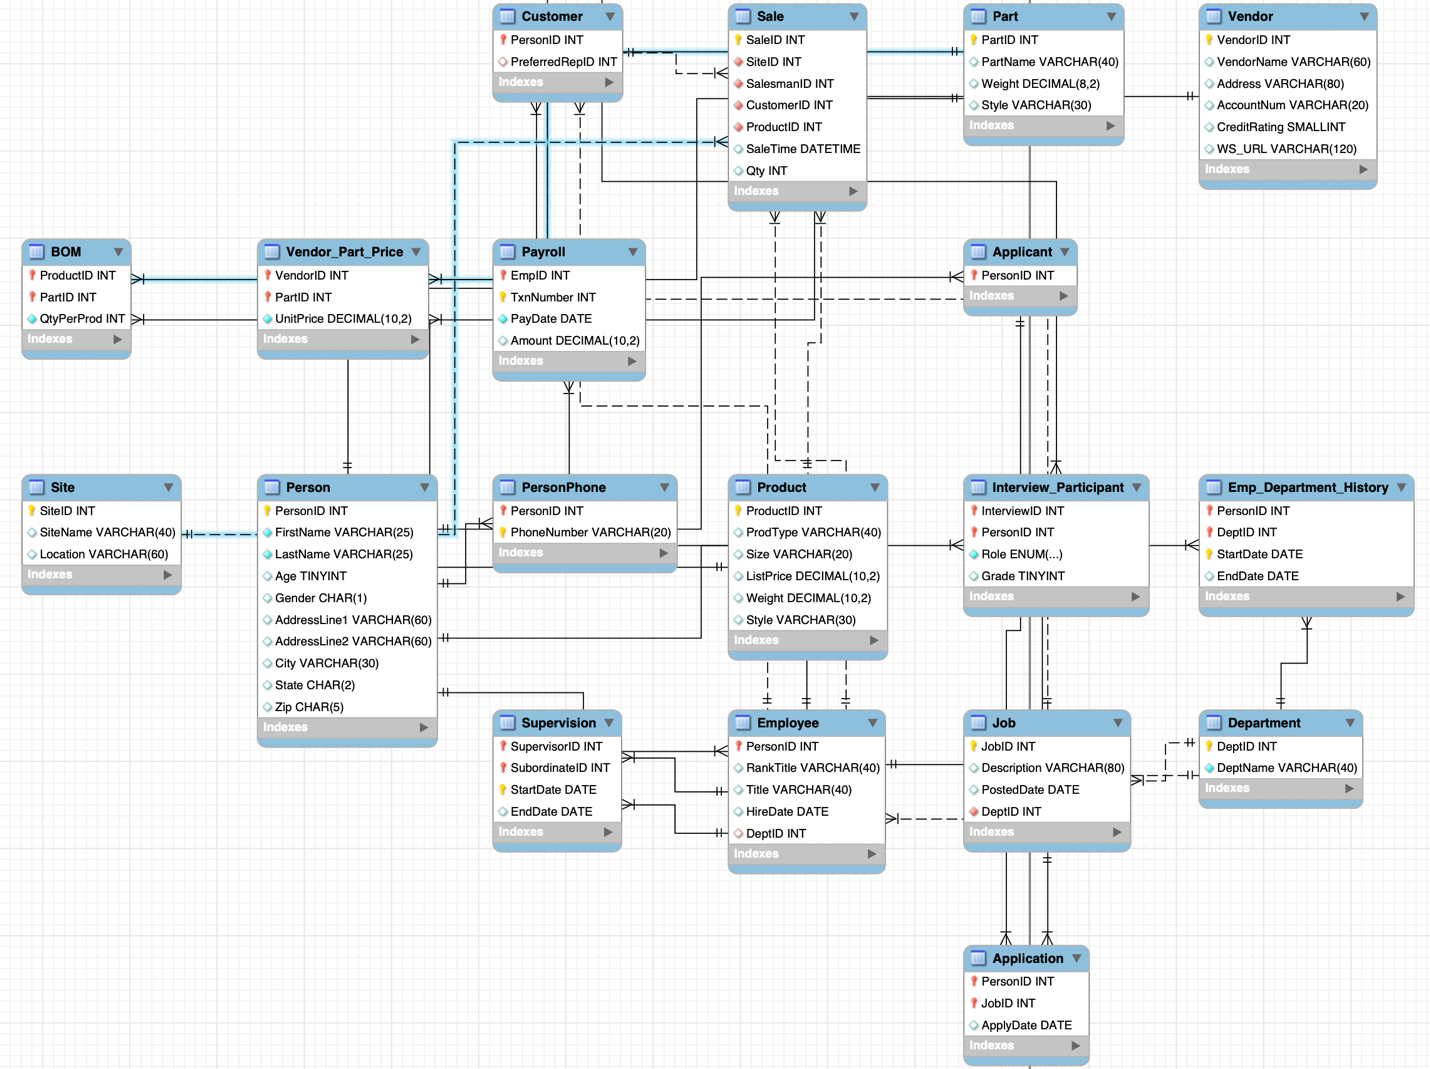 Customer
PersonID INT
PreferredRepID INT
Indexes
Sale
SaleID INT
SiteID INT
SalesmanID INT
CustomerID INT
ProductID INT
SaleTime DATETIME
Qty INT
Indexes
Part
PartID INT
PartName VARCHAR(40)
Weight DECIMAL(8,2)
Style VARCHAR(30)
Indexes
Vendor
VendorID INT
VendorName VARCHAR(60)
Address VARCHAR(80)
AccountNum VARCHAR(20)
CreditRating SMALLINT
WS_URL VARCHAR(120)
Indexes
BOM
ProductID INT
PartID INT
QtyPerProd INT
Indexes
Vendor_Part_Price
VendorID INT
PartID INT
UnitPrice DECIMAL(10,2)
Indexes
Payroll
EmpID INT
TxnNumber INT
PayDate DATE
Amount DECIMAL(10,2)
Indexes
Applicant
PersonID INT
Indexes
Site
SiteID INT
SiteName VARCHAR(40)
Location VARCHAR(60)
Indexes
Person
PersonID INT
FirstName VARCHAR(25)
LastName VARCHAR(25)
Age TINYINT
Gender CHAR(1)
AddressLine1 VARCHAR(60)
AddressLine2 VARCHAR(60)
City VARCHAR(30)
State CHAR(2)
Zip CHAR(5)
Indexes
PersonPhone
PersonID INT
PhoneNumber VARCHAR(20)
Indexes
Product
ProductID INT
ProdType VARCHAR(40)
Size VARCHAR(20)
ListPrice DECIMAL(10,2)
Weight DECIMAL(10,2)
Style VARCHAR(30)
Indexes
Interview_Participant
InterviewID INT
PersonID INT
Role ENUM(...)
Grade TINYINT
Indexes
Emp_Department_History
PersonID INT
DeptID INT
StartDate DATE
EndDate DATE
Indexes
Supervision
SupervisorID INT
SubordinateID INT
StartDate DATE
EndDate DATE
Indexes
Employee
PersonID INT
RankTitle VARCHAR(40)
Title VARCHAR(40)
HireDate DATE
DeptID INT
Indexes
Job
JobID INT
Description VARCHAR(80)
PostedDate DATE
DeptID INT
Indexes
Department
DeptID INT
DeptName VARCHAR(40)
Indexes
Application
PersonID INT
JobID INT
ApplyDate DATE
Indexes